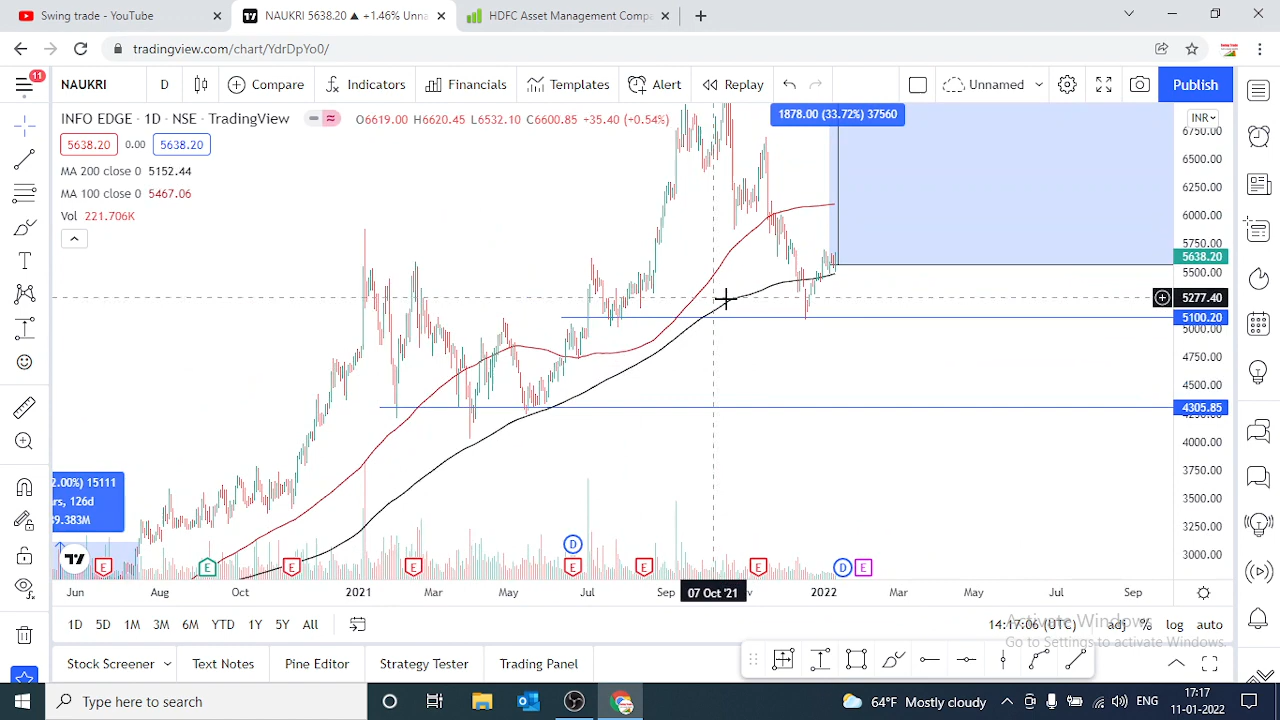 Swing trade - YouTube
NAUKRI 5638.20 ▲ +1.46% Unna
HDFC Asset Management Comp
tradingview.com/chart/YdrDpYo0/
11
NAUKRI D Compare Indicators Financials Templates Alert Replay Unnamed Publish
INFO EDGE · 1D · NSE · TradingView O6619.00 H6620.45 L6532.10 C6600.85 +35.40 (+0.54%)
1878.00 (33.72%) 37560
INR
5638.20 0.00 5638.20
MA 200 close 0 5152.44
MA 100 close 0 5467.06
Vol 221.706K
6750.00
6500.00
6250.00
6000.00
5750.00
5638.20
5500.00
5277.40
5100.20
5000.00
4750.00
4500.00
4305.85
4000.00
3750.00
3500.00
3250.00
3000.00
2.00%) 15111
rs, 126d
9.383M
D
E E E E E E E D E
Jun Aug Oct 2021 Mar May Jul Sep 07 Oct '21 2022 Mar May Jul Sep
1D 5D 1M 3M 6M YTD 1Y 5Y All
14:17:06 (UTC) adj % log auto
Activate Windows
Go to Settings to activate Windows.
Stock Screener Text Notes Pine Editor Strategy Tester Trading Panel
Type here to search
64°F Mostly cloudy
ENG
17:17
11-01-2022